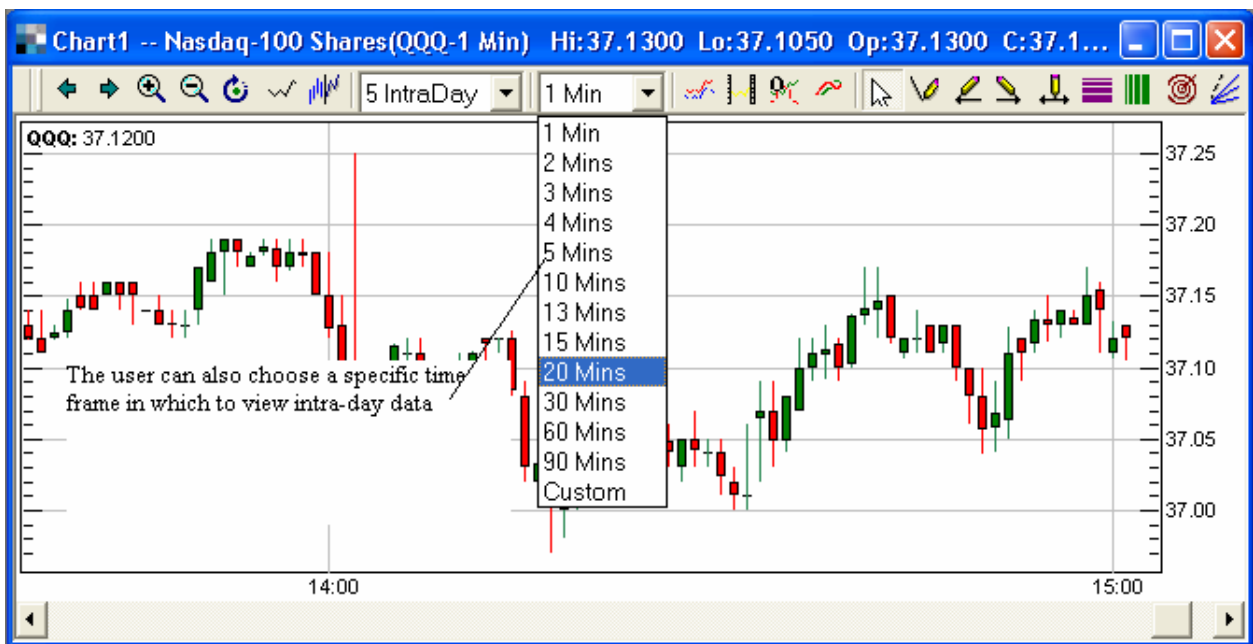 Chart1 -- Nasdaq-100 Shares(QQQ-1 Min) Hi:37.1300 Lo:37.1050 Op:37.1300 C:37.1...
5 IntraDay
1 Min
QQQ: 37.1200
1 Min
2 Mins
3 Mins
4 Mins
5 Mins
10 Mins
13 Mins
15 Mins
20 Mins
30 Mins
60 Mins
90 Mins
Custom
The user can also choose a specific time
frame in which to view intra-day data
37.25
37.20
37.15
37.10
37.05
37.00
14:00
15:00